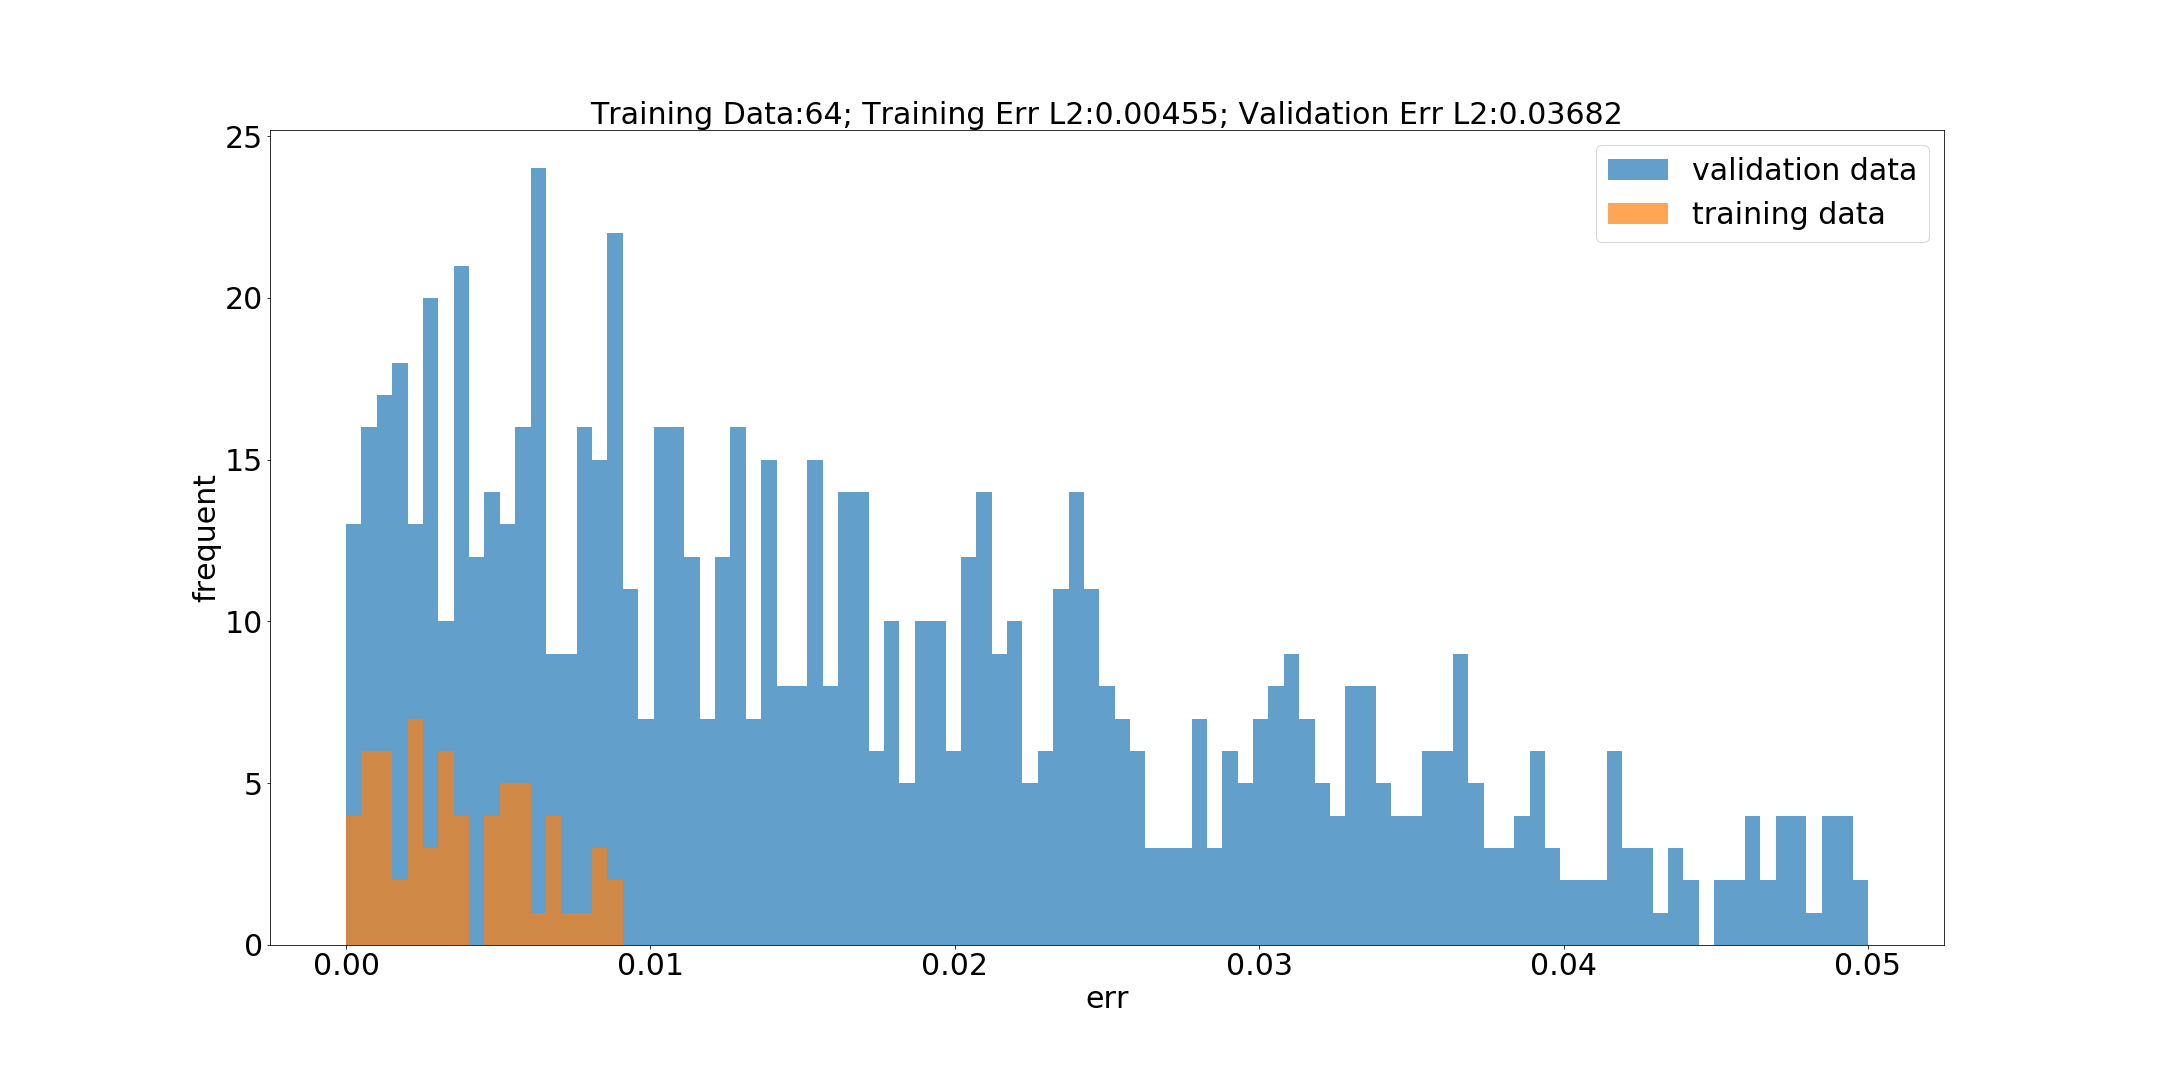 Training Data:64; Training Err L2:0.00455; Validation Err L2:0.03682
validation data
training data
frequent
25
20
15
10
5
0
0.00 0.01 0.02 0.03 0.04 0.05
err